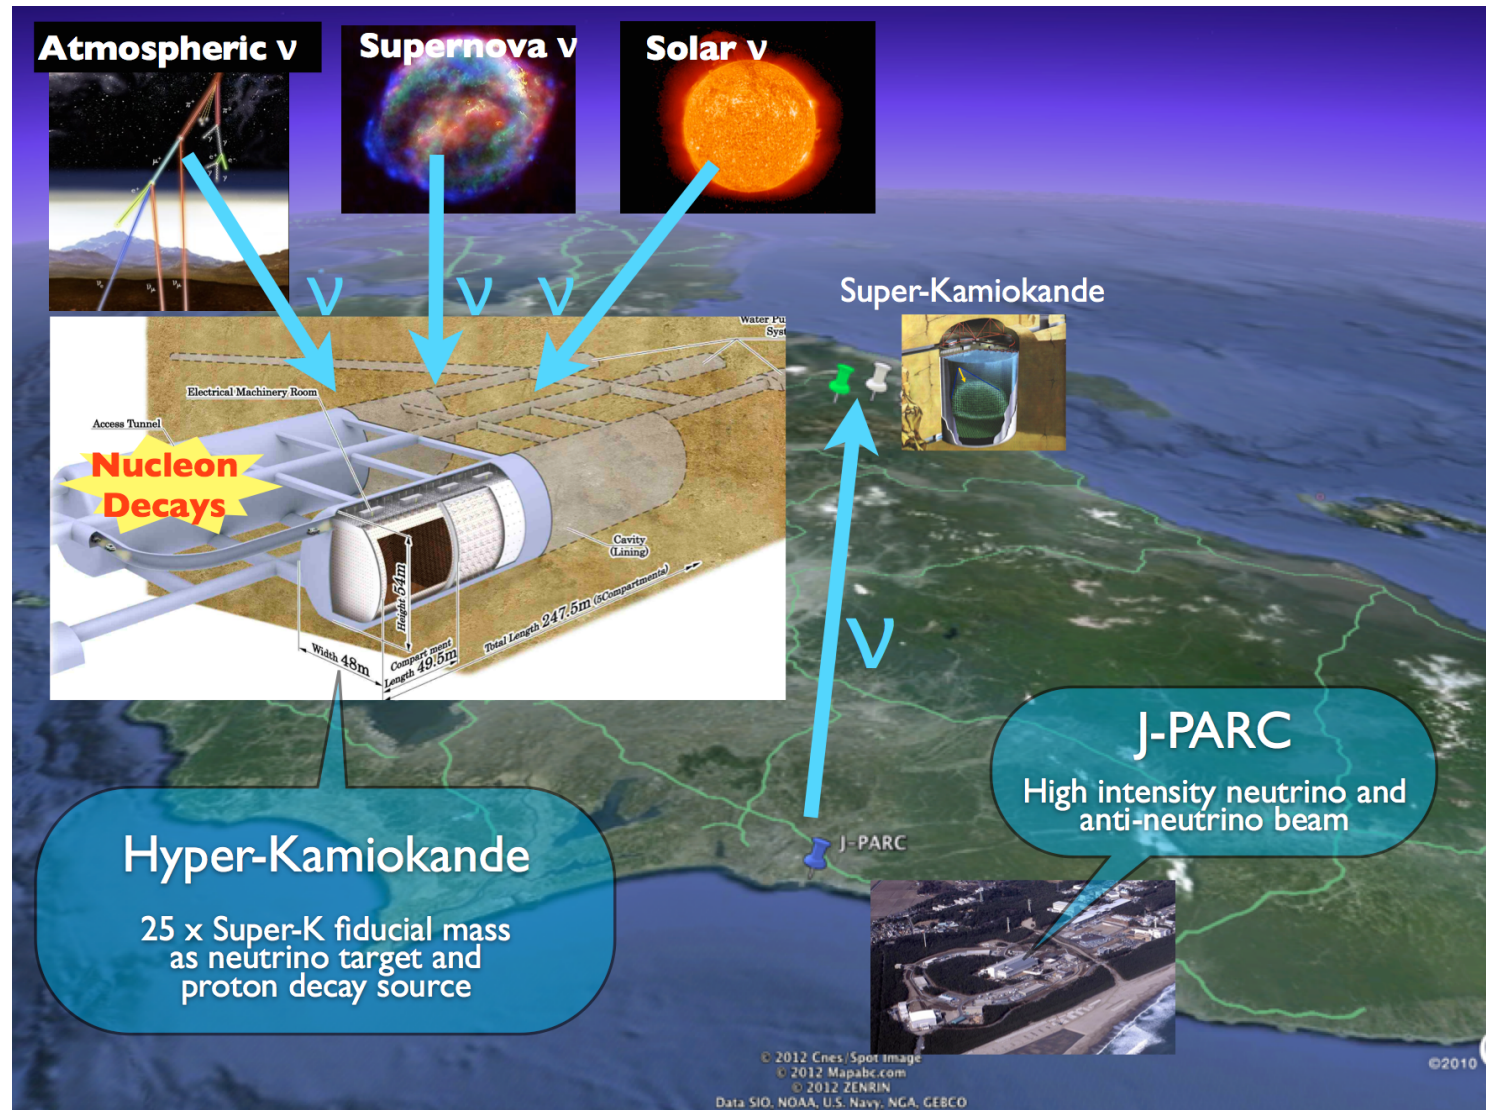 Atmospheric ν
Supernova ν
Solar ν
ν
ν
ν
Super-Kamiokande
Electrical Machinery Room
Access Tunnel
Nucleon
Decays
Cavity
(Lining)
Height 54m
Width 48m
Compartment
Length 49.5m
Total Length 247.5m (5Compartments)
ν
J-PARC
High intensity neutrino and
anti-neutrino beam
J-PARC
Hyper-Kamiokande
25 x Super-K fiducial mass
as neutrino target and
proton decay source
© 2012 Cnes/Spot Image
© 2012 Mapabc.com
© 2012 ZENRIN
Data SIO, NOAA, U.S. Navy, NGA, GEBCO
©2010